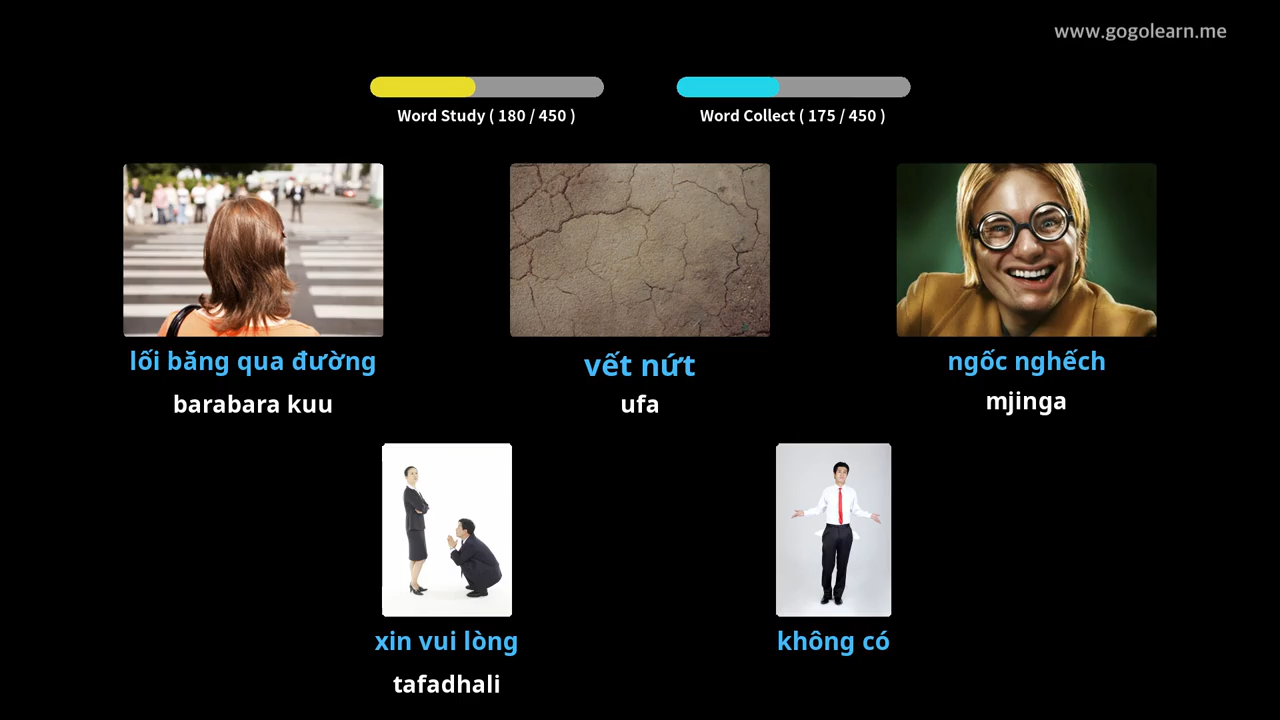 www.gogolearn.me
Word Study ( 180 / 450 )
Word Collect ( 175 / 450 )
lối băng qua đường
barabara kuu
vết nứt
ufa
ngốc nghếch
mjinga
xin vui lòng
tafadhali
không có